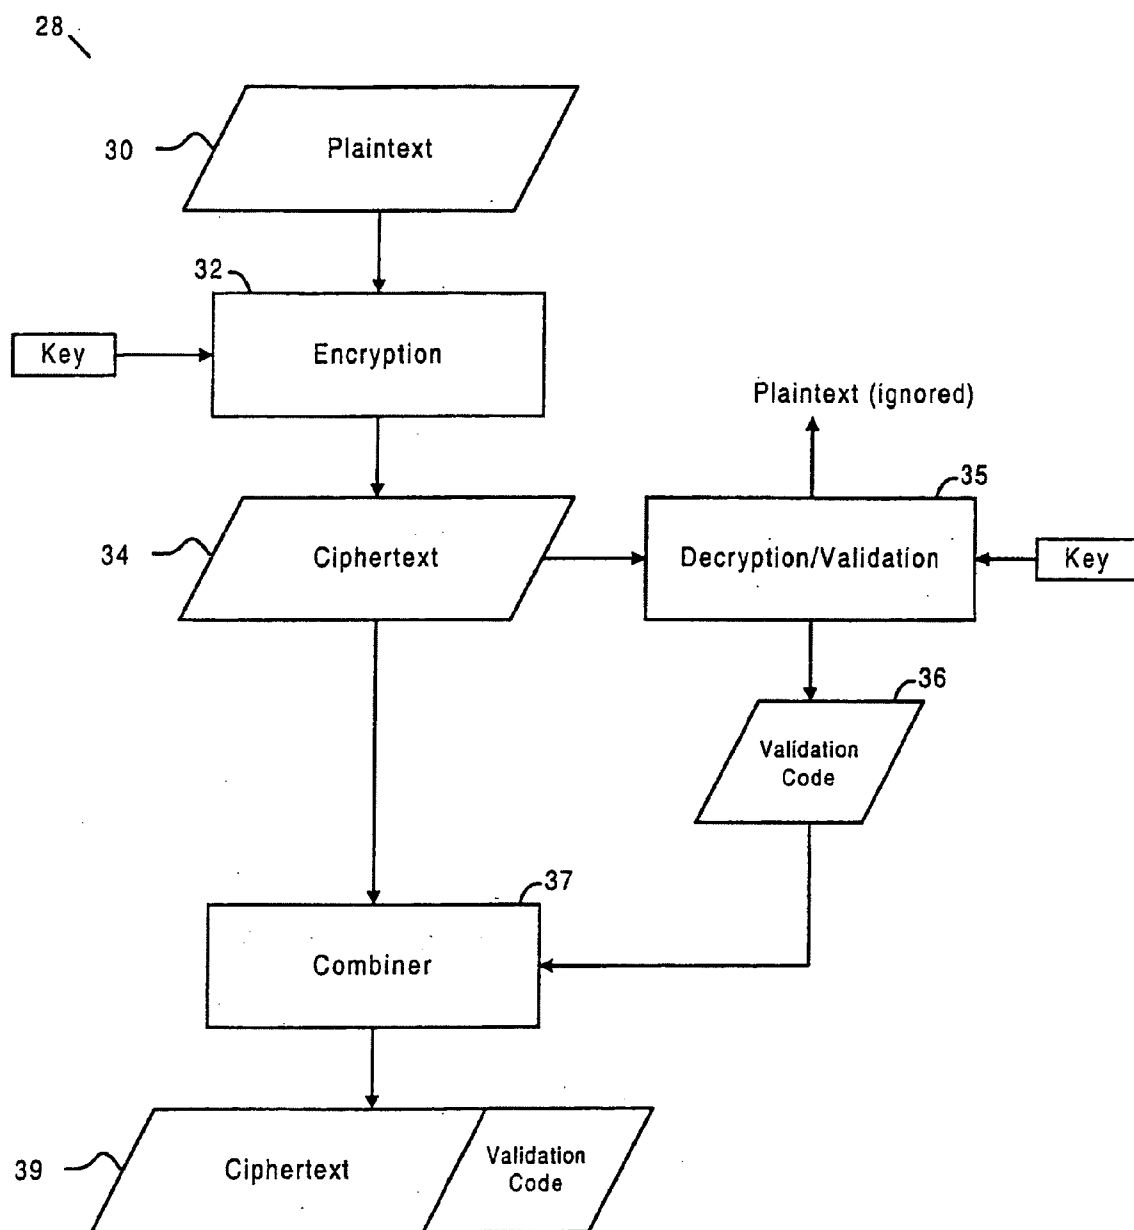 28
30
Plaintext
32
Key
Encryption
Plaintext (ignored)
35
34
Ciphertext
Decryption/Validation
Key
36
Validation
Code
37
Combiner
39
Ciphertext
Validation
Code